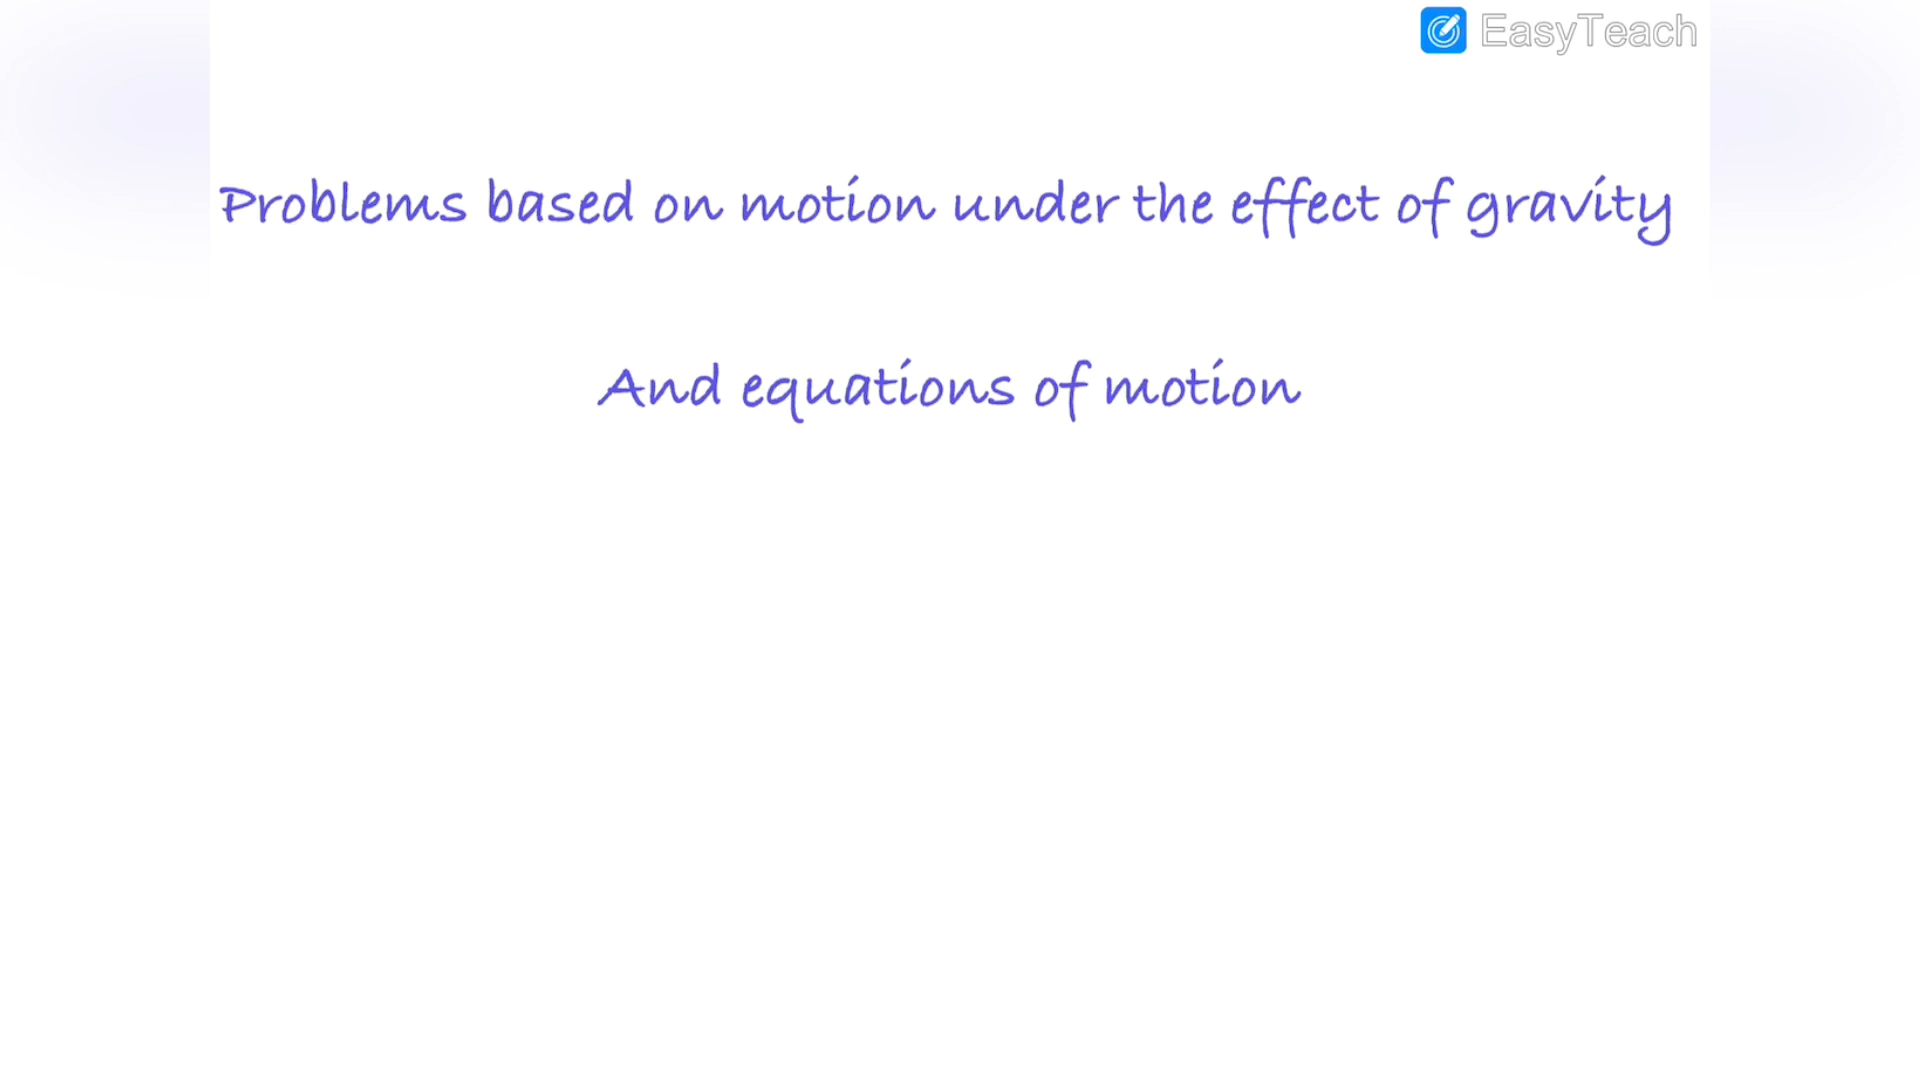 EasyTeach
Problems based on motion under the effect of gravity
And equations of motion